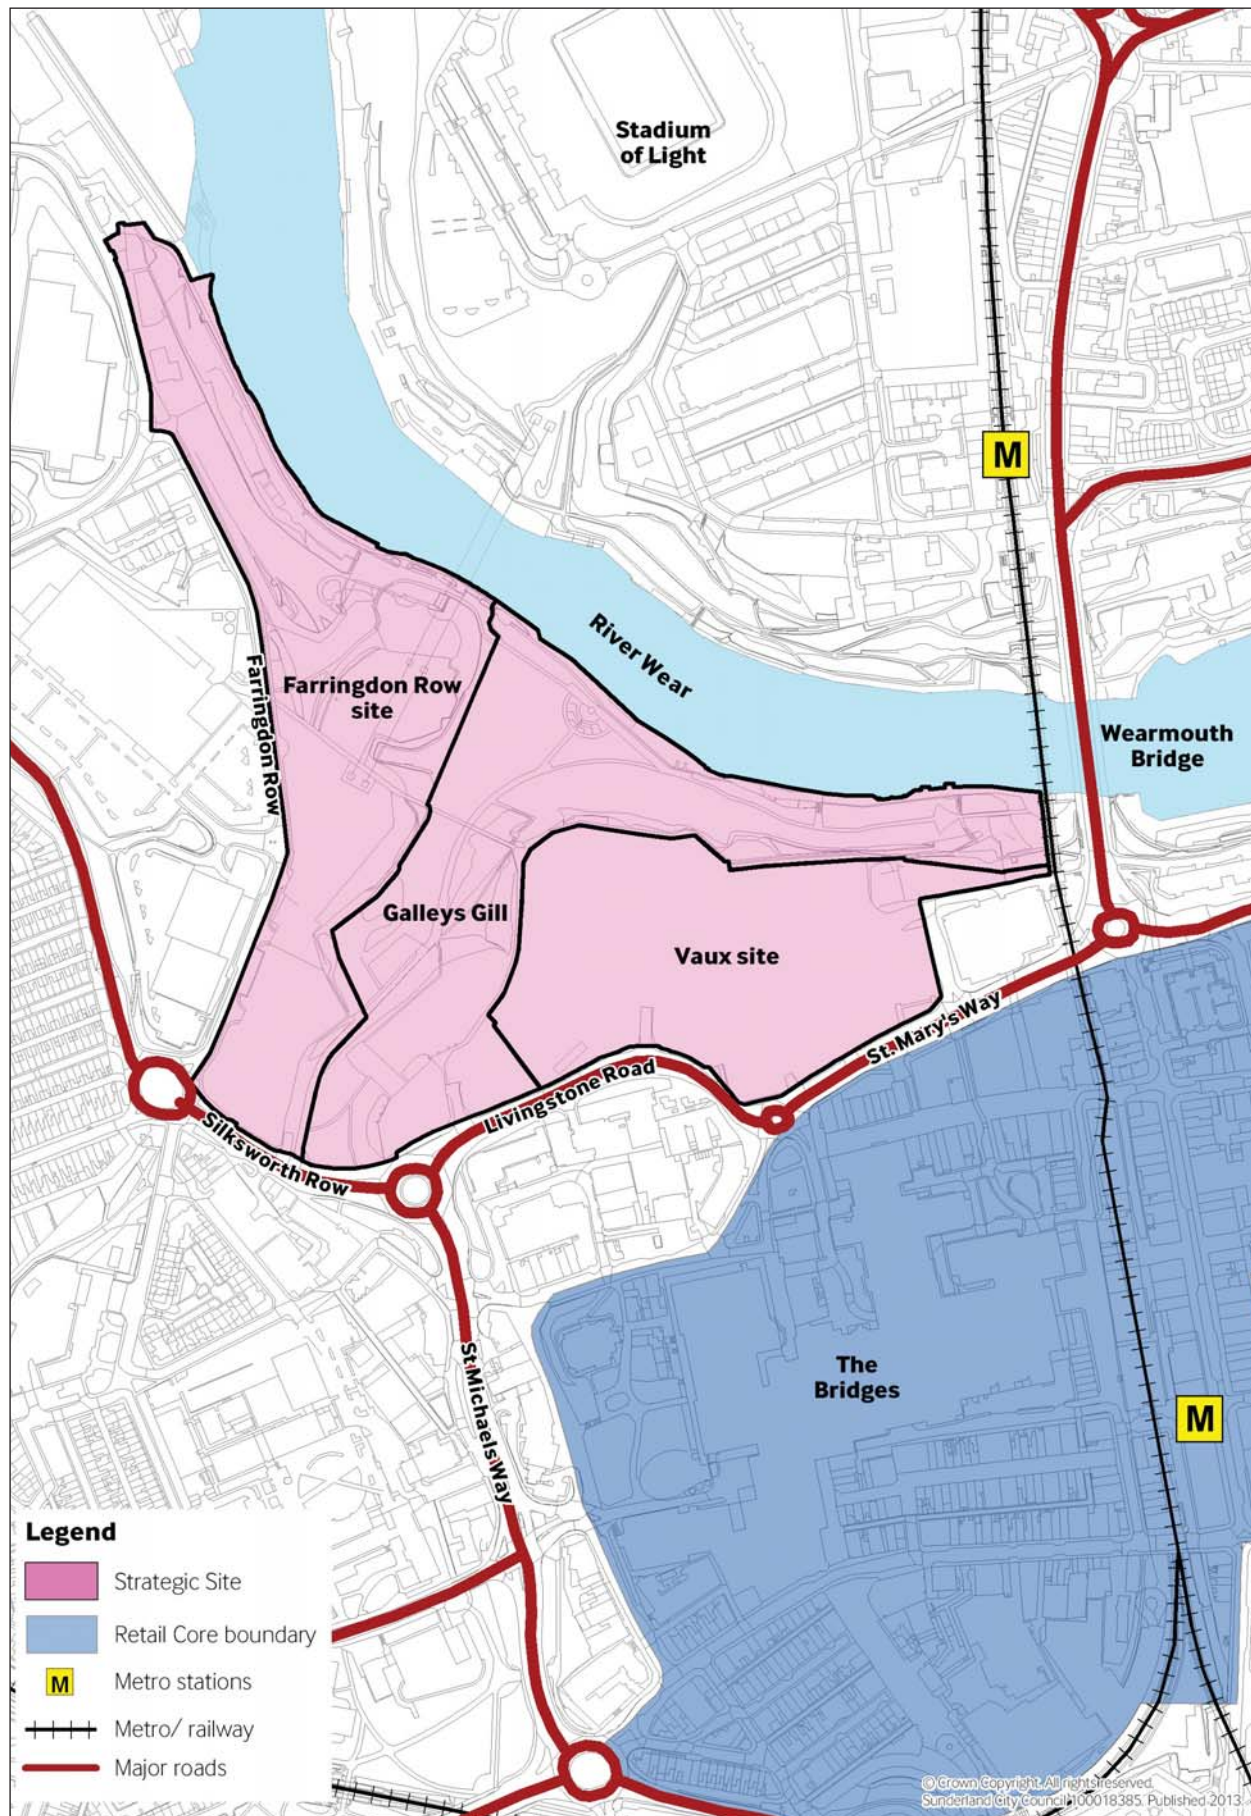 Stadium
of Light
M
River Wear
Farringdon Row
site
Farringdon Row
Wearmouth
Bridge
Galleys Gill
Vaux site
St. Mary's Way
Livingstone Road
Silksworth Row
St Michaels Way
The
Bridges
M
Legend
Strategic Site
Retail Core boundary
M Metro stations
Metro/ railway
Major roads
© Crown Copyright. All rights reserved.
Sunderland City Council 100018385. Published 2013.